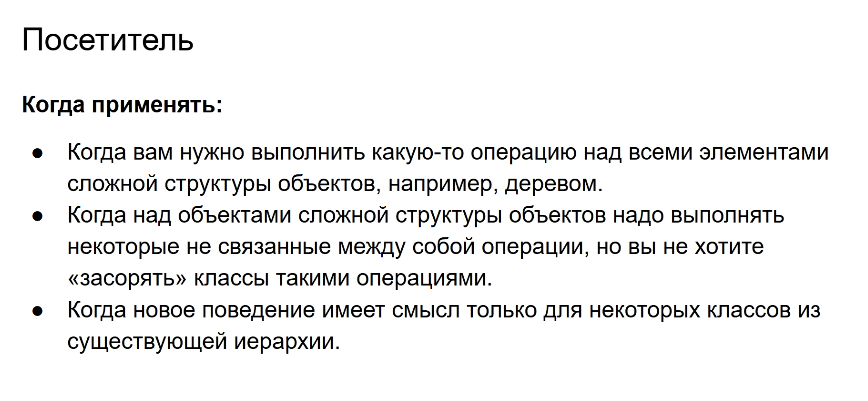 Посетитель
Когда применять:
● Когда вам нужно выполнить какую-то операцию над всеми элементами
сложной структуры объектов, например, деревом.
● Когда над объектами сложной структуры объектов надо выполнять
некоторые не связанные между собой операции, но вы не хотите
«засорять» классы такими операциями.
● Когда новое поведение имеет смысл только для некоторых классов из
существующей иерархии.